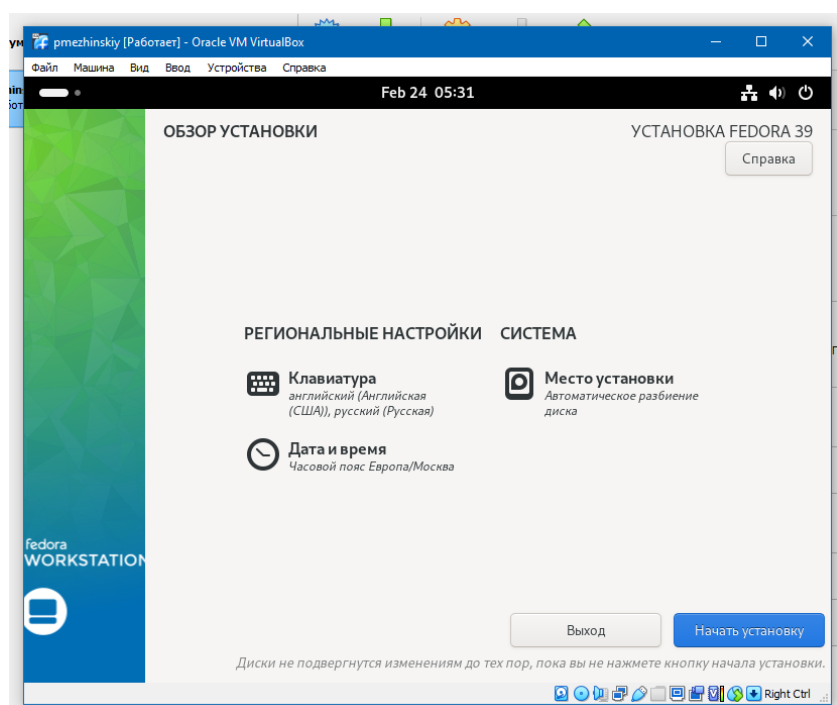 pmezhinskiy [Работает] - Oracle VM VirtualBox
Файл Машина Вид Ввод Устройства Справка
Feb 24 05:31
ОБЗОР УСТАНОВКИ
УСТАНОВКА FEDORA 39
Справка
РЕГИОНАЛЬНЫЕ НАСТРОЙКИ
Клавиатура
английский (Английская
(США)), русский (Русская)
Дата и время
Часовой пояс Европа/Москва
СИСТЕМА
Место установки
Автоматическое разбиение
диска
fedora
WORKSTATION
Выход
Начать установку
Диски не подвергнутся изменениям до тех пор, пока вы не нажмете кнопку начала установки.
Right Ctrl